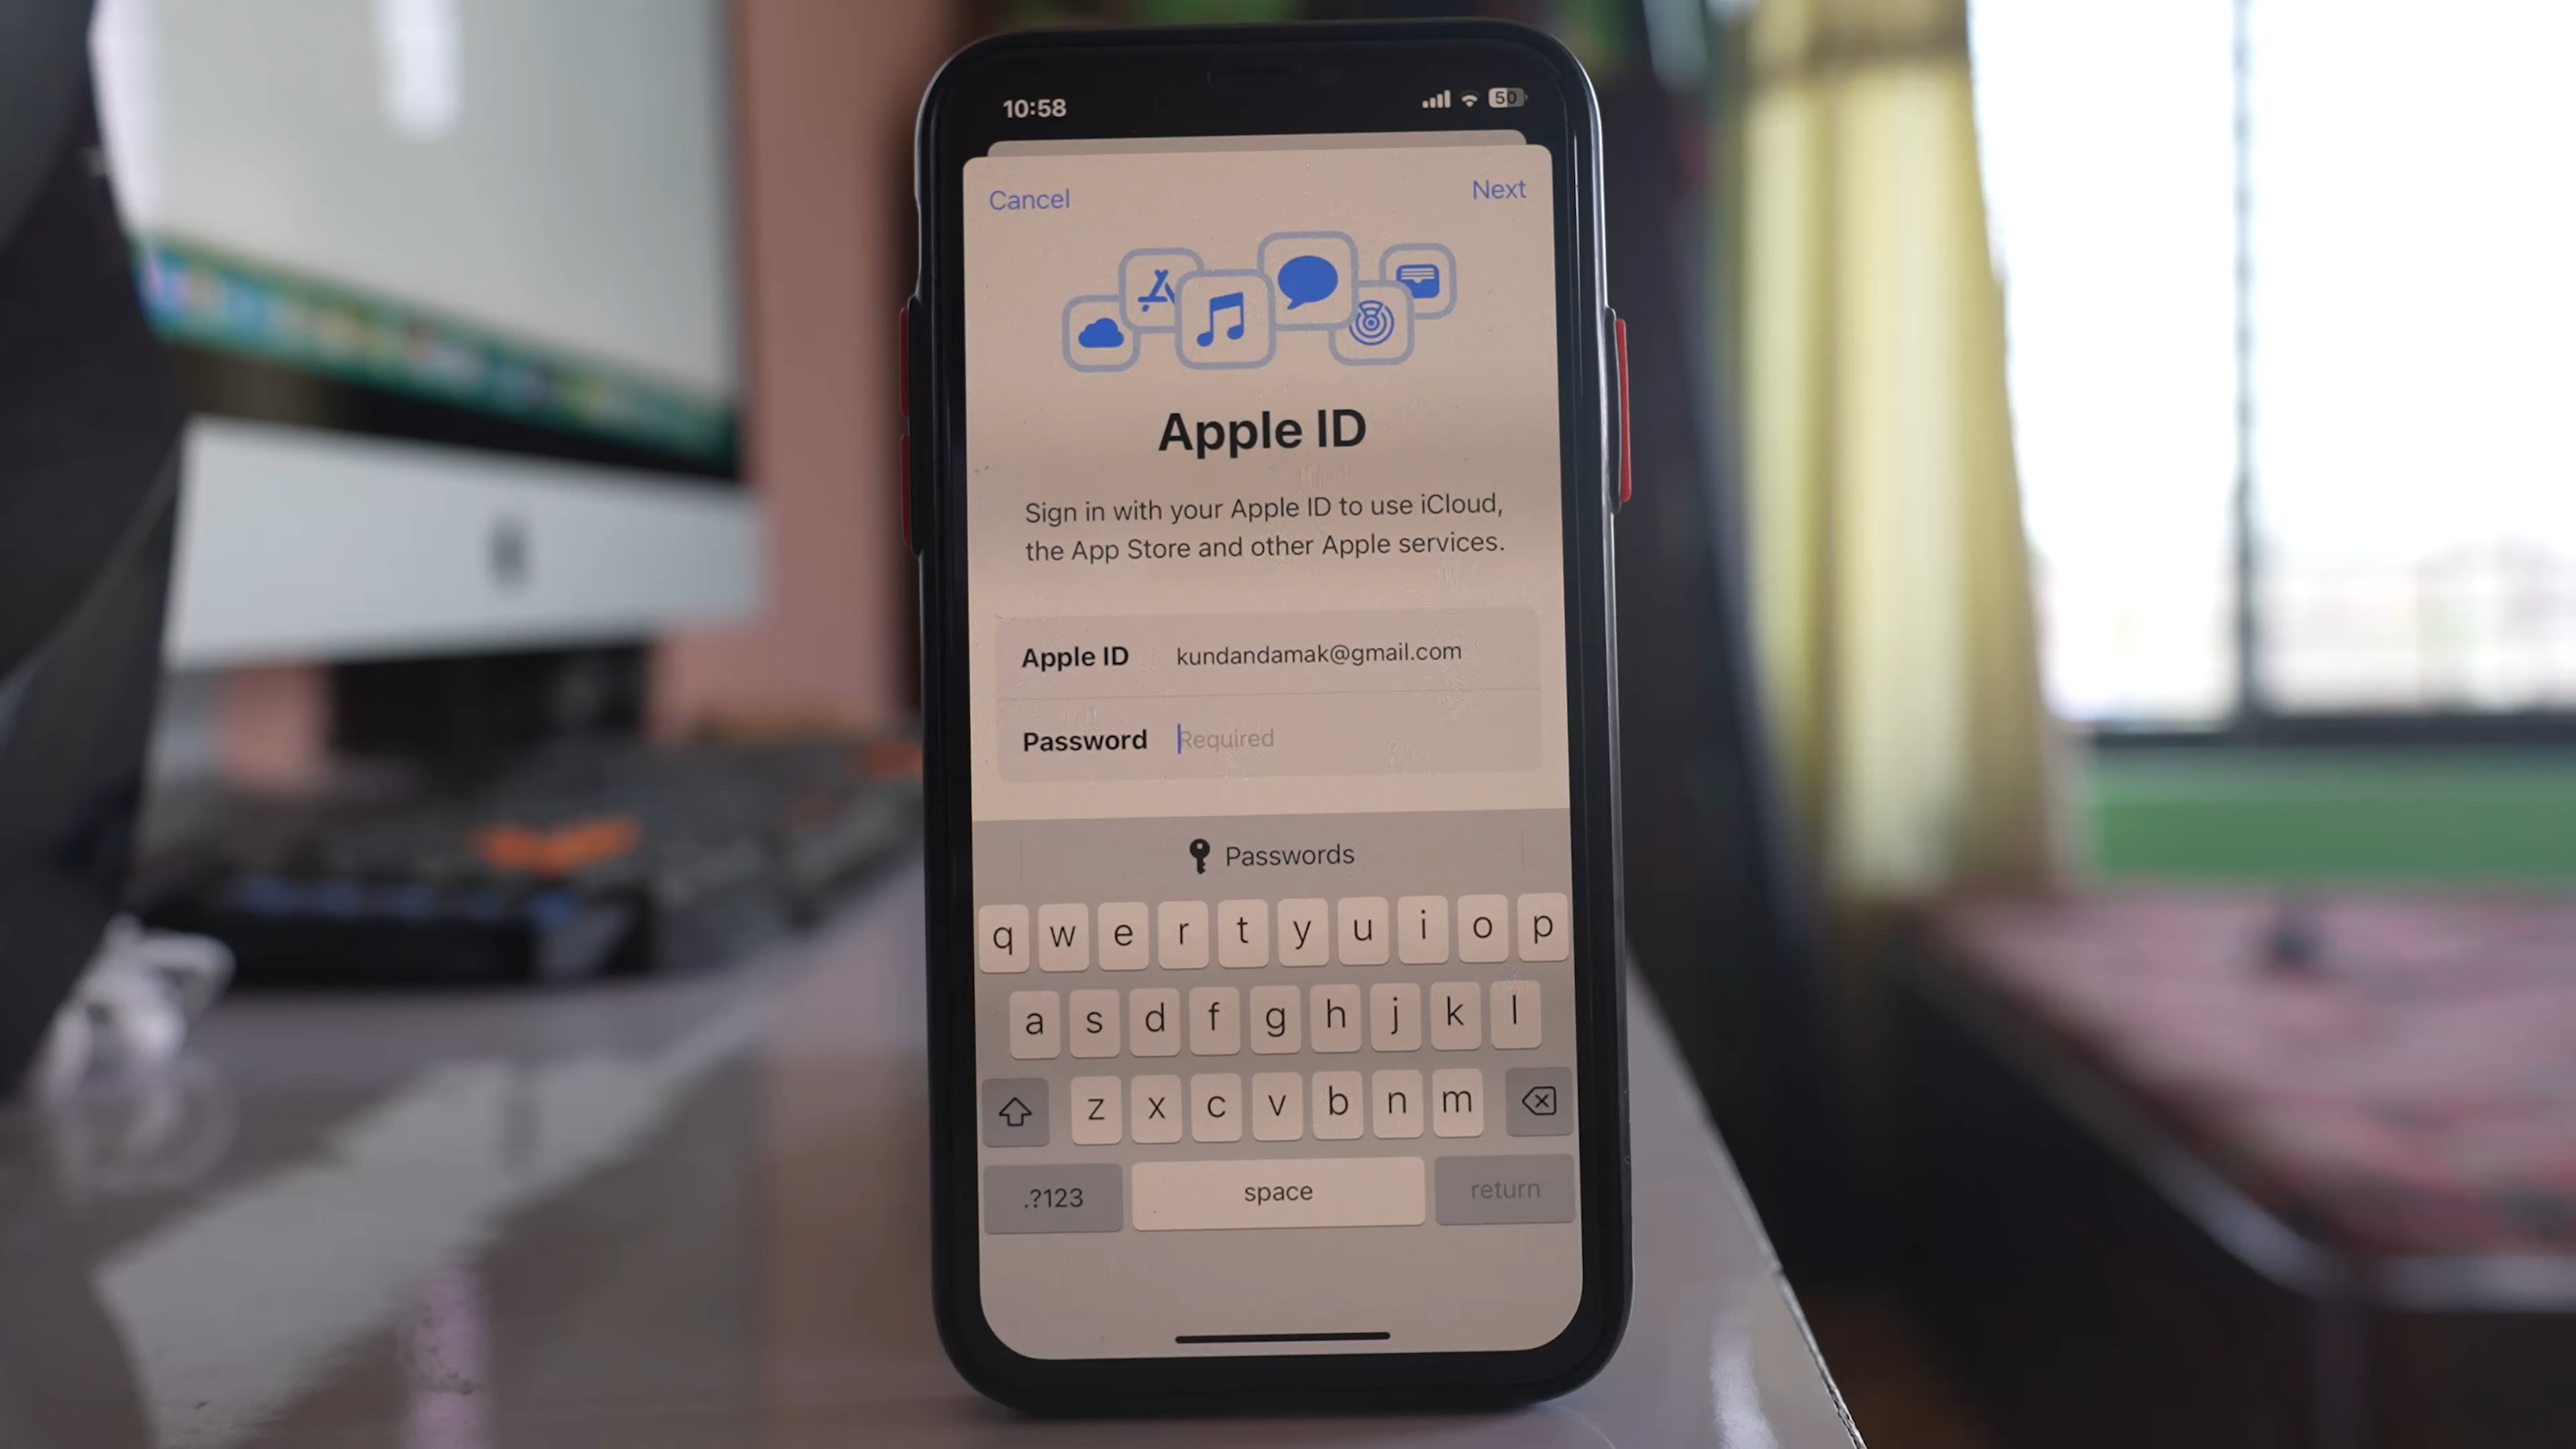 10:58
50
Cancel
Next
Apple ID
Sign in with your Apple ID to use iCloud,
the App Store and other Apple services.
Apple ID kundandamak@gmail.com
Password Required
Passwords
q w e r t y u i o p
a s d f g h j k l
z x c v b n m
.?123 space return